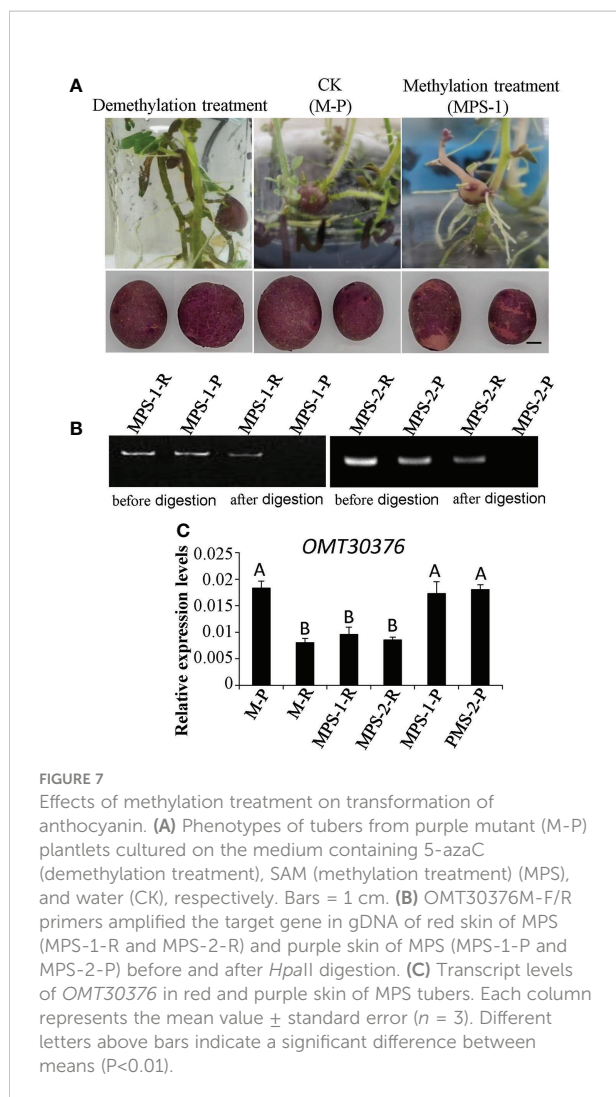 A
Demethylation treatment
CK
(M-P)
Methylation treatment
(MPS-1)
B
MPS-1-R
MPS-1-P
MPS-1-R
MPS-1-P
MPS-2-R
MPS-2-P
MPS-2-R
MPS-2-P
before digestion
after digestion
before digestion
after digestion
C
OMT30376
Relative expression levels
0.025
0.02
0.015
0.01
0.005
0
A
B
B
B
A
A
M-P
M-R
MPS-1-R
MPS-2-R
MPS-1-P
PMS-2-P
FIGURE 7
Effects of methylation treatment on transformation of
anthocyanin. (A) Phenotypes of tubers from purple mutant (M-P)
plantlets cultured on the medium containing 5-azaC
(demethylation treatment), SAM (methylation treatment) (MPS),
and water (CK), respectively. Bars = 1 cm. (B) OMT30376M-F/R
primers amplified the target gene in gDNA of red skin of MPS
(MPS-1-R and MPS-2-R) and purple skin of MPS (MPS-1-P and
MPS-2-P) before and after HpaII digestion. (C) Transcript levels
of OMT30376 in red and purple skin of MPS tubers. Each column
represents the mean value ± standard error (n = 3). Different
letters above bars indicate a significant difference between
means (P<0.01).